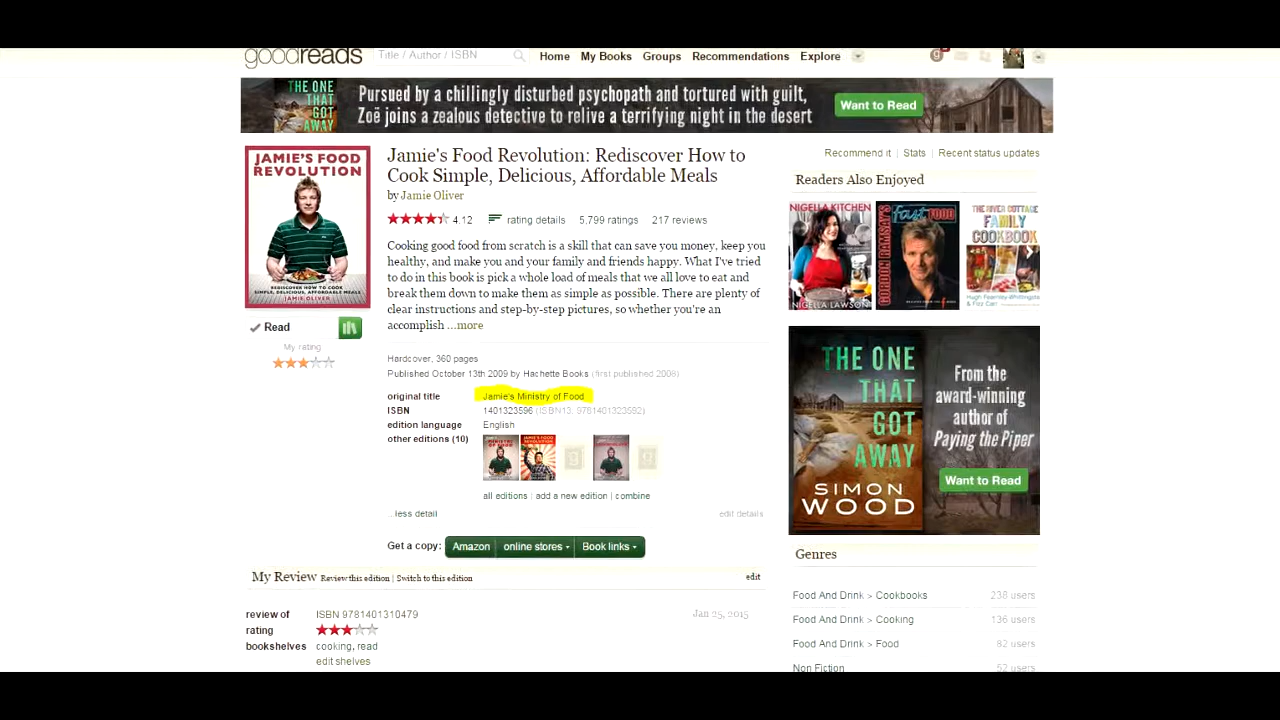 goodreads Title / Author / ISBN Home My Books Groups Recommendations Explore
THE ONE THAT GOT AWAY
Pursued by a chillingly disturbed psychopath and tortured with guilt,
Zoë joins a zealous detective to relive a terrifying night in the desert
Want to Read
JAMIE'S FOOD
REVOLUTION
REDISCOVER HOW TO COOK
SIMPLE, DELICIOUS, AFFORDABLE MEALS
JAMIE OLIVER
Read
My rating
Jamie's Food Revolution: Rediscover How to
Cook Simple, Delicious, Affordable Meals
by Jamie Oliver
4.12 rating details 5,799 ratings 217 reviews
Cooking good food from scratch is a skill that can save you money, keep you
healthy, and make you and your family and friends happy. What I've tried
to do in this book is pick a whole load of meals that we all love to eat and
break them down to make them as simple as possible. There are plenty of
clear instructions and step-by-step pictures, so whether you're an
accomplish ...more
Hardcover, 360 pages
Published October 13th 2009 by Hachette Books (first published 2008)
original title Jamie's Ministry of Food
ISBN 1401323596 (ISBN13: 9781401323592)
edition language English
other editions (10)
all editions | add a new edition | combine
...less detail edit details
Get a copy: Amazon online stores Book links
My Review Review this edition | Switch to this edition edit
review of ISBN 9781401310479 Jan 25, 2015
rating
bookshelves cooking, read
edit shelves
Recommend it | Stats | Recent status updates
Readers Also Enjoyed
NIGELLA KITCHEN
NIGELLA LAWSON
GORDON RAMSAY'S
Fast FOOD
THE RIVER COTTAGE
FAMILY
COOKBOOK
THE ONE
THAT
GOT
AWAY
SIMON
WOOD
From the
award-winning
author of
Paying the Piper
Want to Read
Genres
Food And Drink > Cookbooks 238 users
Food And Drink > Cooking 136 users
Food And Drink > Food 82 users
Non Fiction 52 users